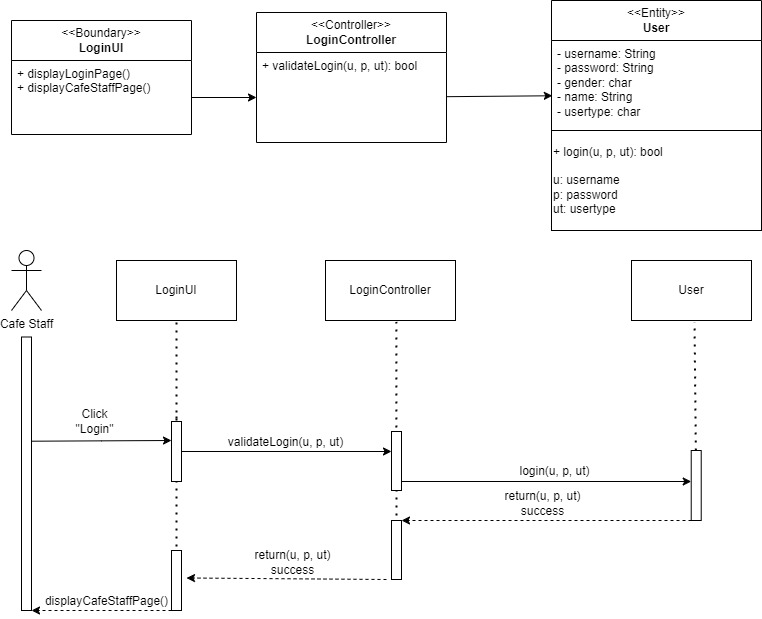 <<Boundary>>
LoginUI
+ displayLoginPage()
+ displayCafeStaffPage()
<<Controller>>
LoginController
+ validateLogin(u, p, ut): bool
<<Entity>>
User
- username: String
- password: String
- gender: char
- name: String
- usertype: char
+ login(u, p, ut): bool
u: username
p: password
ut: usertype
Cafe Staff
LoginUI
LoginController
User
Click
"Login"
validateLogin(u, p, ut)
login(u, p, ut)
return(u, p, ut)
success
return(u, p, ut)
success
displayCafeStaffPage()